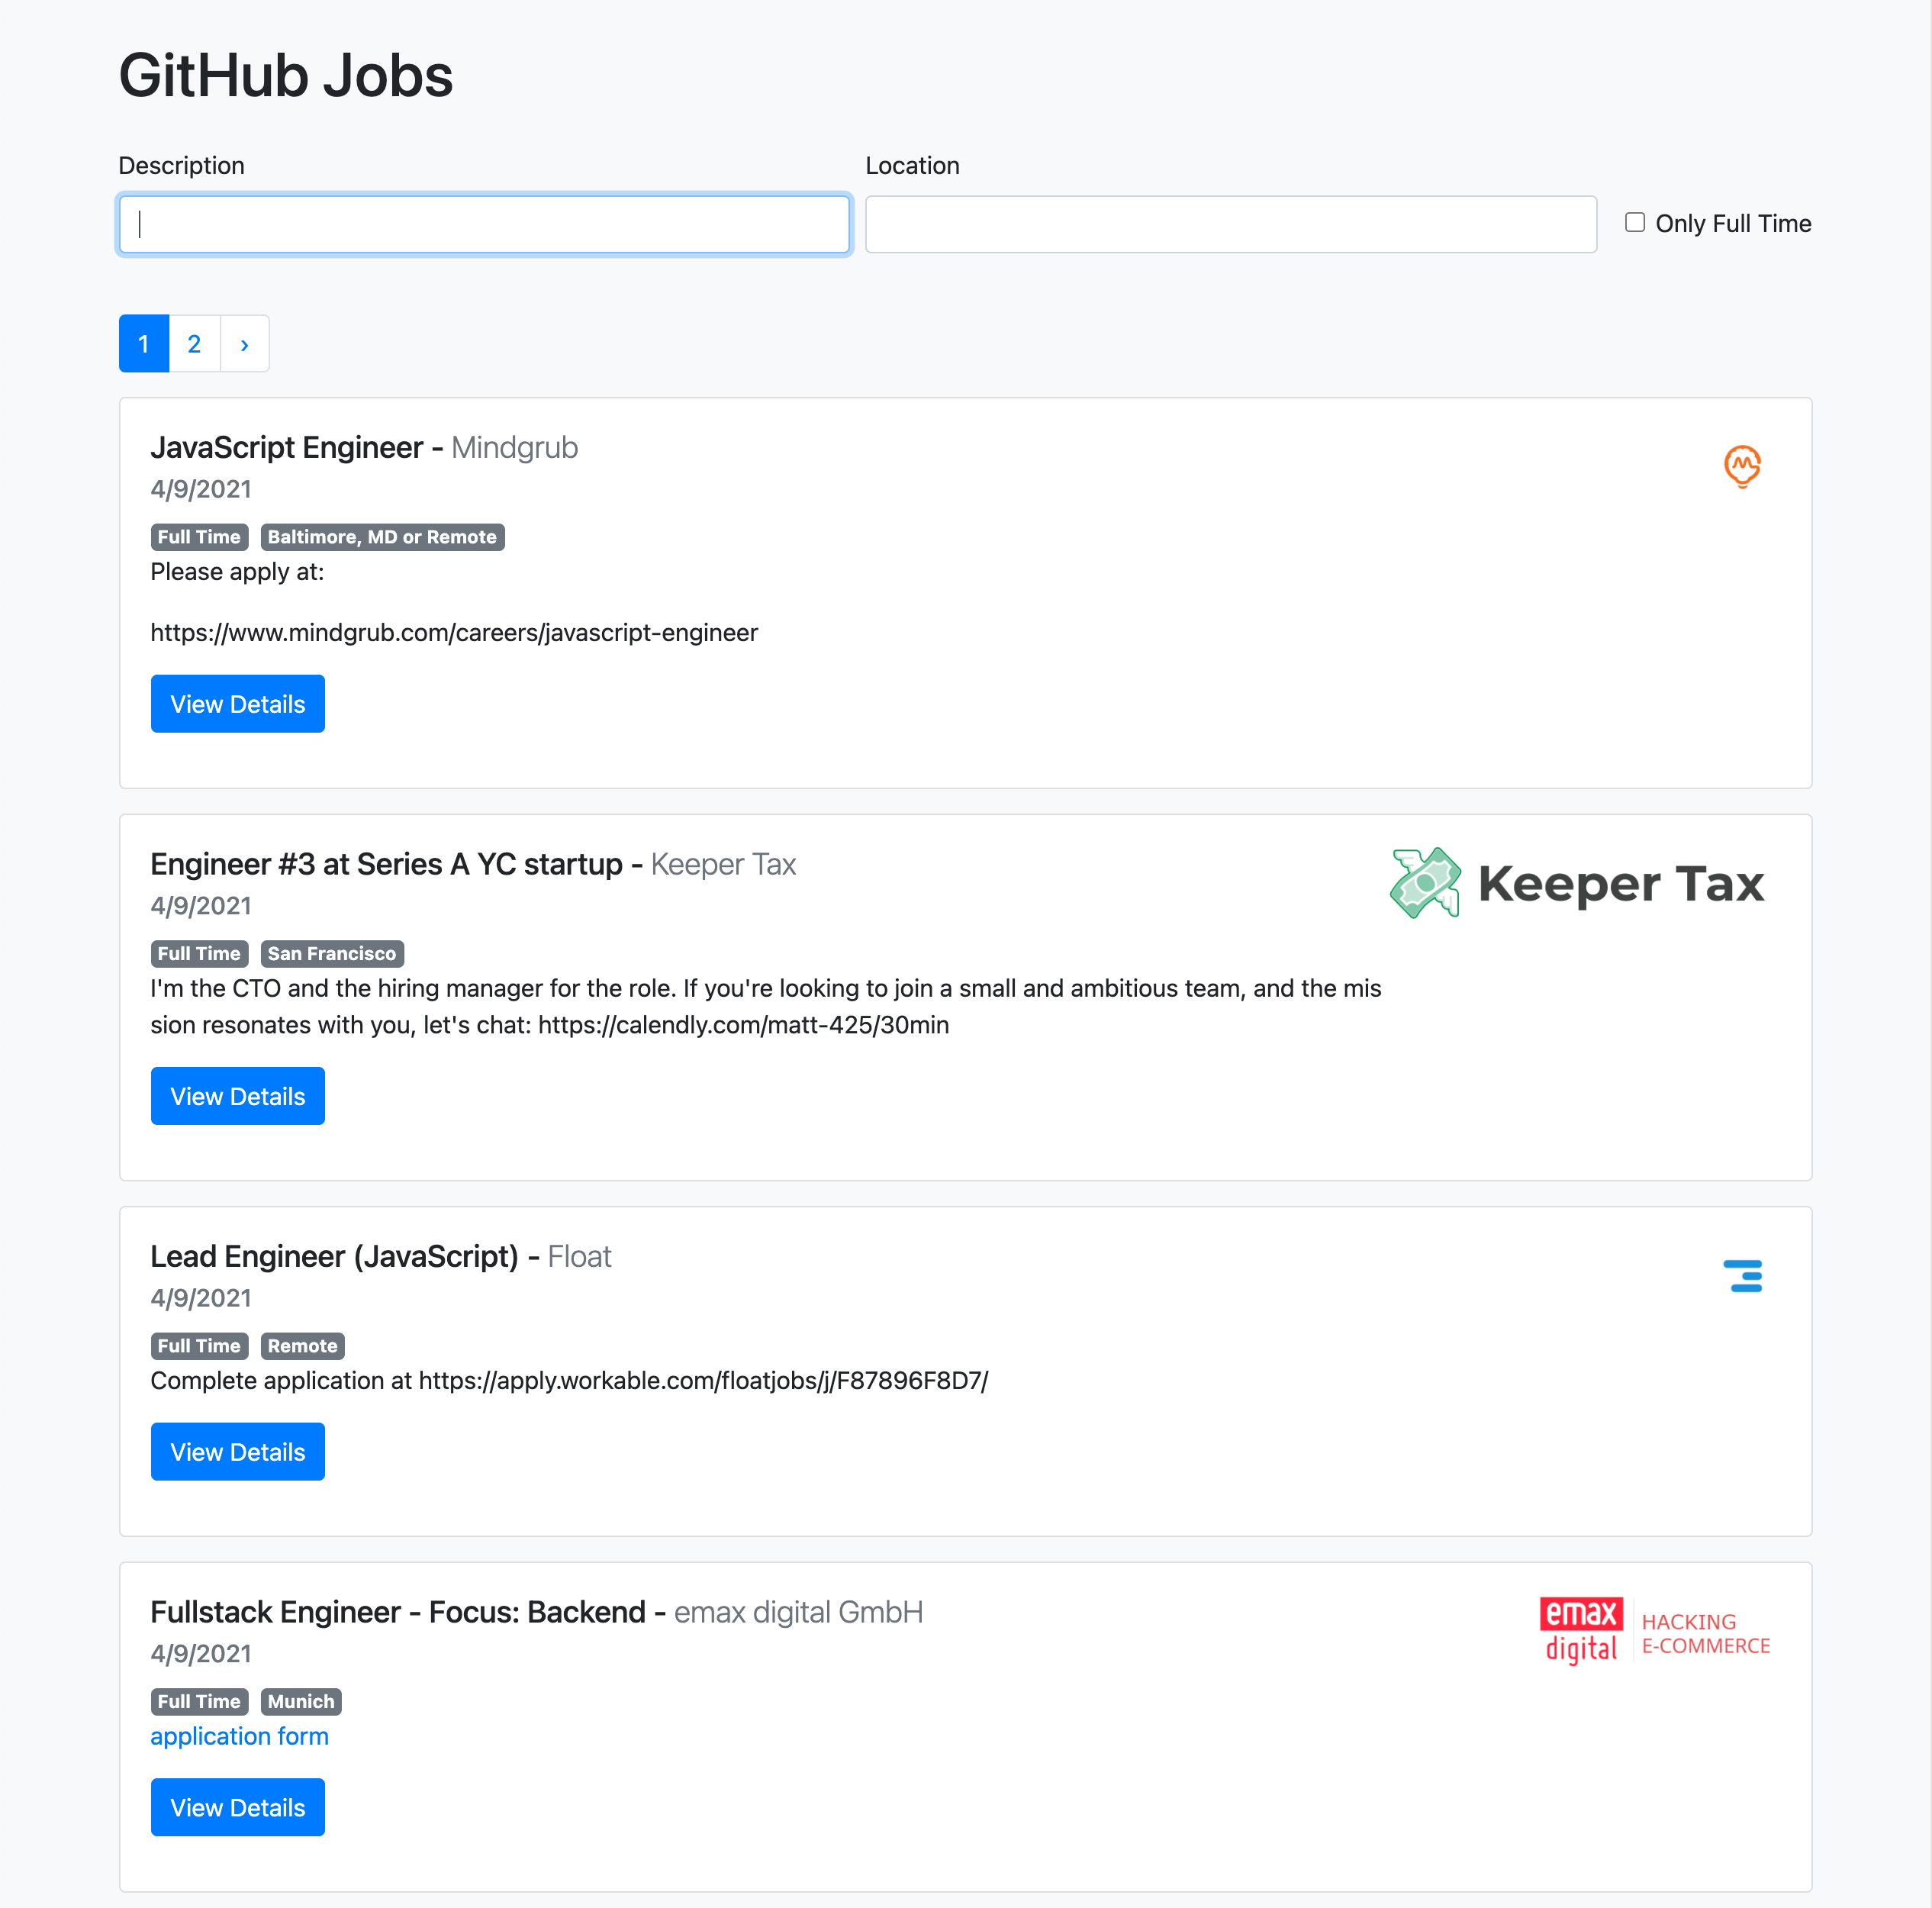 GitHub Jobs
Description
Location
Only Full Time
1 2 ›
JavaScript Engineer - Mindgrub
4/9/2021
Full Time Baltimore, MD or Remote
Please apply at:
https://www.mindgrub.com/careers/javascript-engineer
View Details
Engineer #3 at Series A YC startup - Keeper Tax
Keeper Tax
4/9/2021
Full Time San Francisco
I'm the CTO and the hiring manager for the role. If you're looking to join a small and ambitious team, and the mis
sion resonates with you, let's chat: https://calendly.com/matt-425/30min
View Details
Lead Engineer (JavaScript) - Float
4/9/2021
Full Time Remote
Complete application at https://apply.workable.com/floatjobs/j/F87896F8D7/
View Details
Fullstack Engineer - Focus: Backend - emax digital GmbH
emax
digital
HACKING
E-COMMERCE
4/9/2021
Full Time Munich
application form
View Details